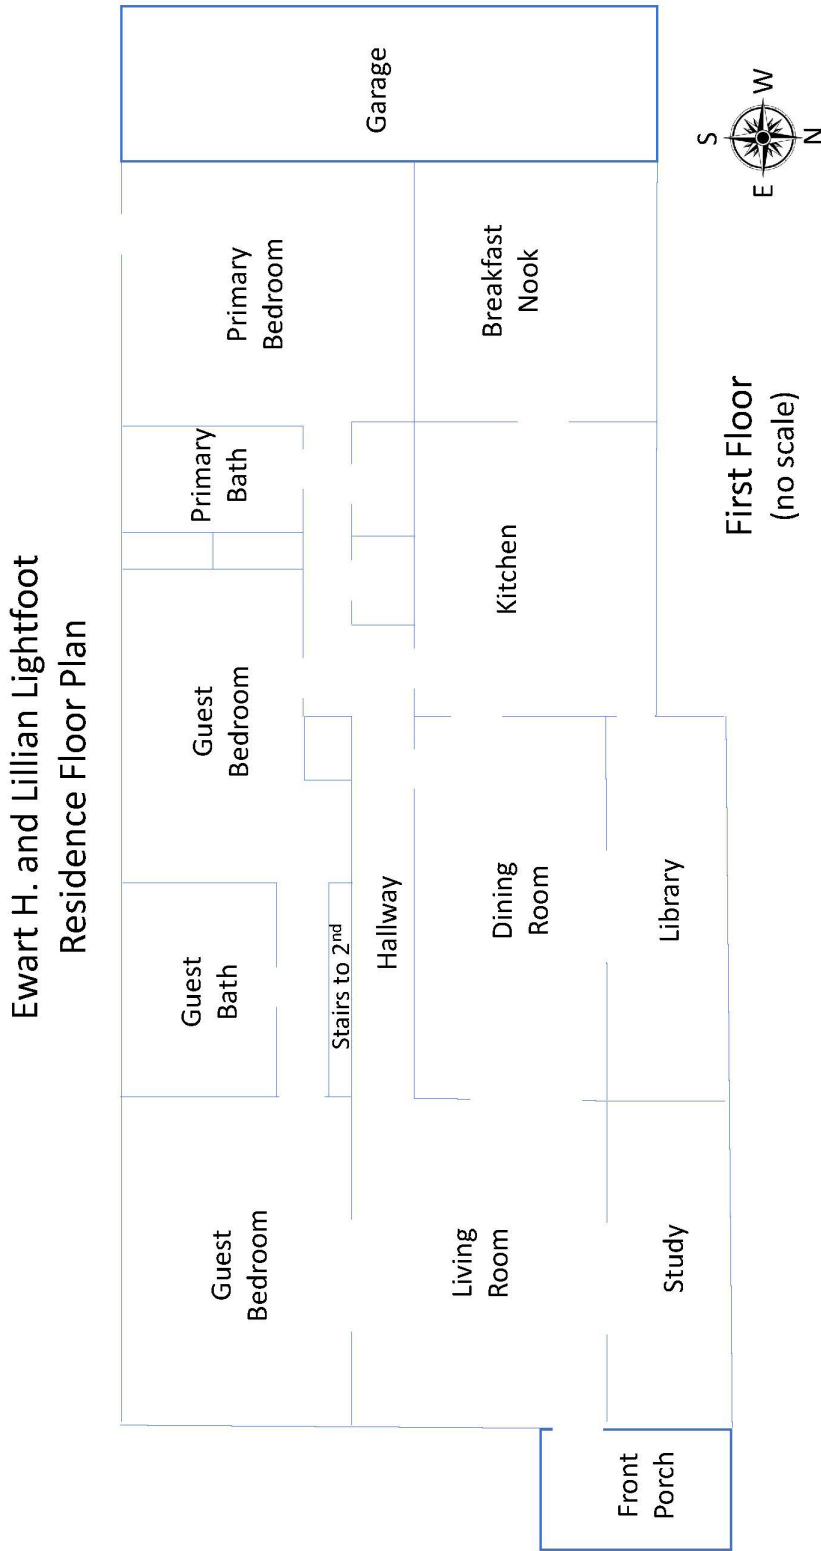 Ewart H. and Lillian Lightfoot
Residence Floor Plan
Guest
Bedroom
Guest
Bath
Guest
Bedroom
Primary
Bath
Primary
Bedroom
Garage
Stairs to 2nd
Hallway
Living
Room
Dining
Room
Kitchen
Breakfast
Nook
Front
Porch
Study
Library
First Floor
(no scale)
S
E
W
N